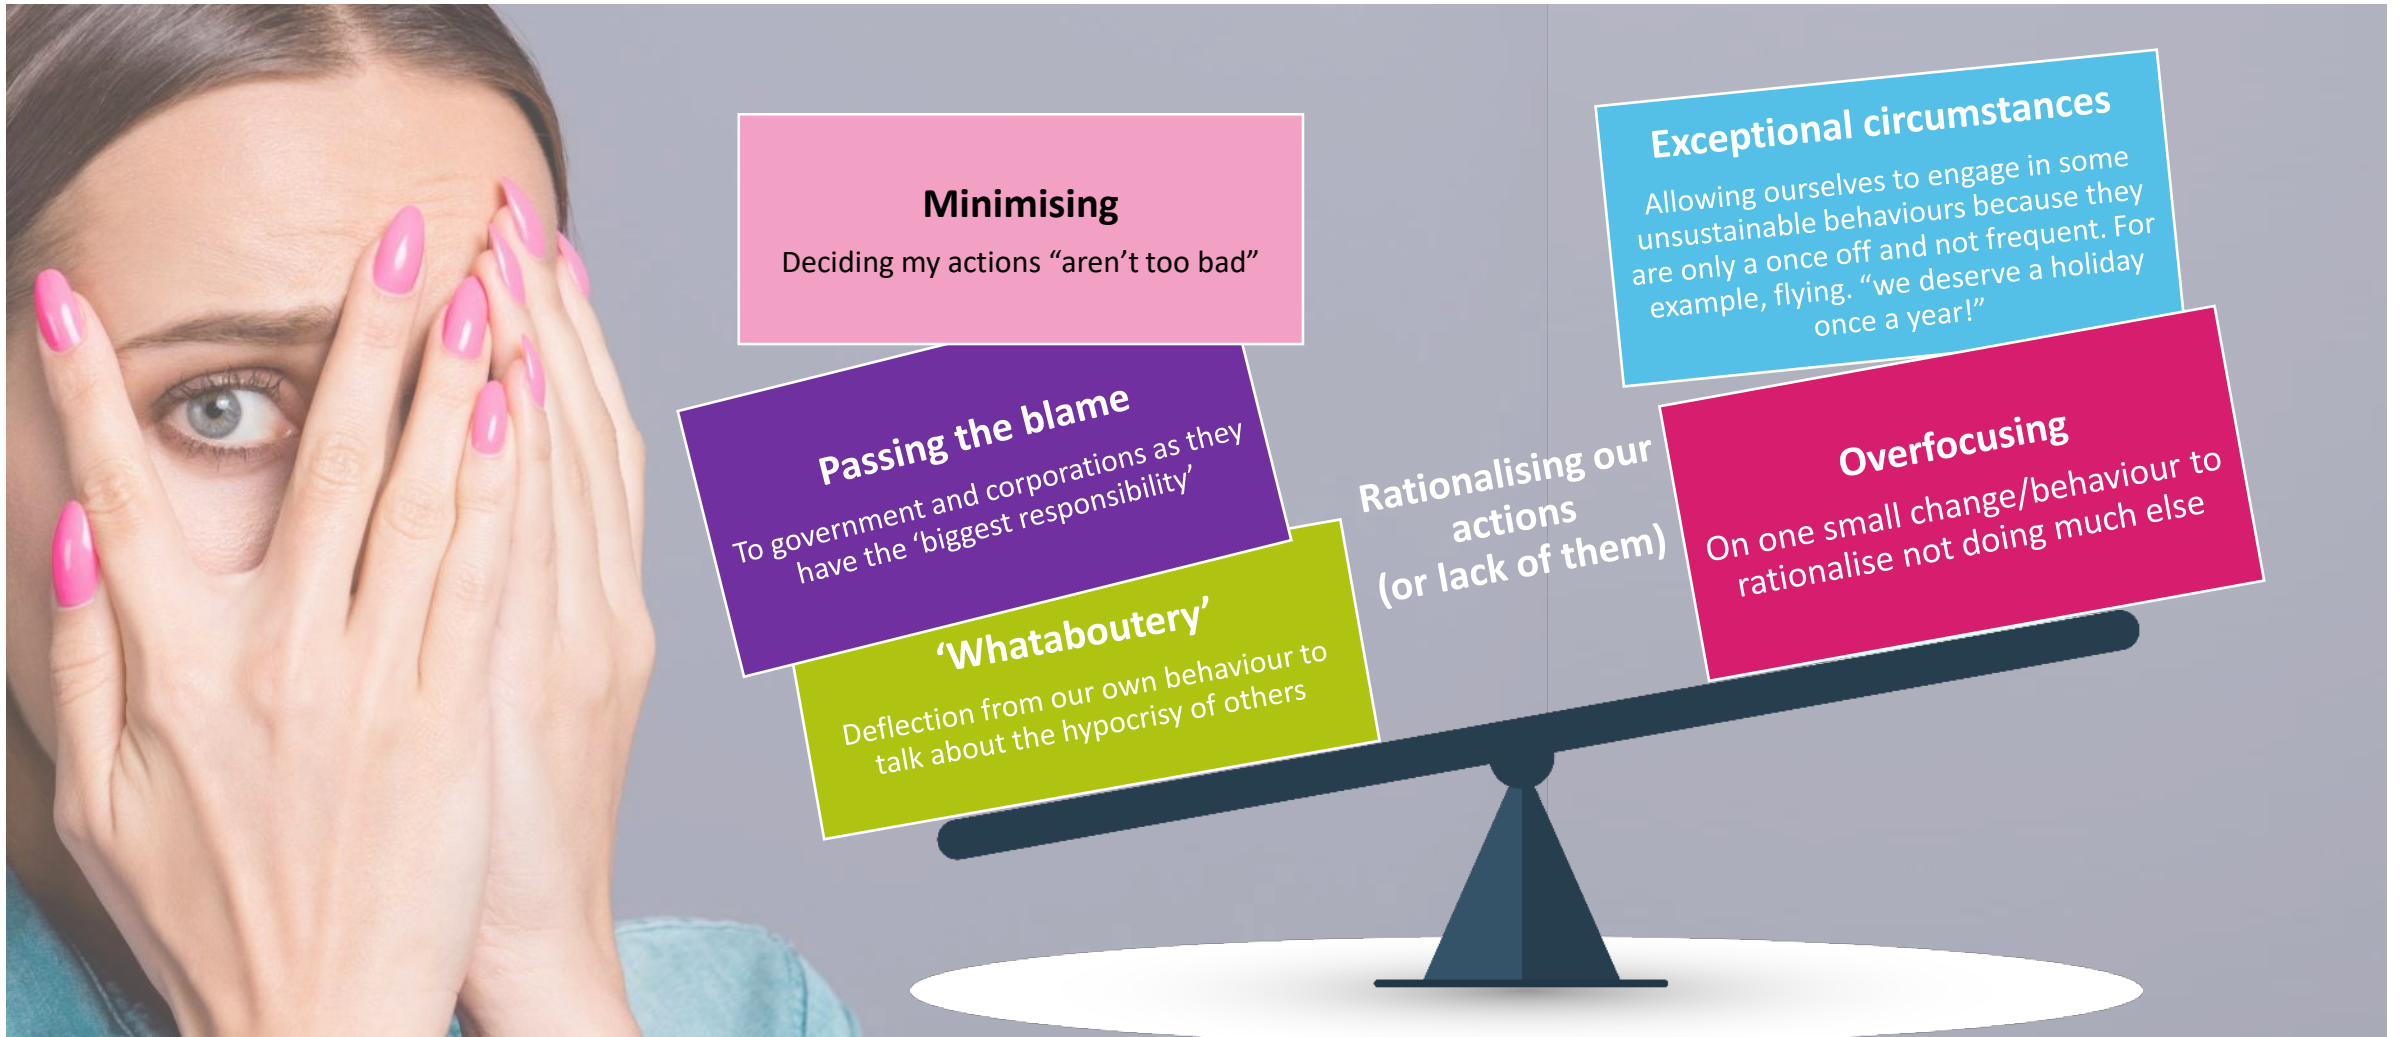 Minimising
Deciding my actions “aren’t too bad”
Passing the blame
To government and corporations as they
have the ‘biggest responsibility’
‘Whataboutery’
Deflection from our own behaviour to
talk about the hypocrisy of others
Rationalising our
actions
(or lack of them)
Exceptional circumstances
Allowing ourselves to engage in some
unsustainable behaviours because they
are only a once off and not frequent. For
example, flying. “we deserve a holiday
once a year!”
Overfocusing
On one small change/behaviour to
rationalise not doing much else